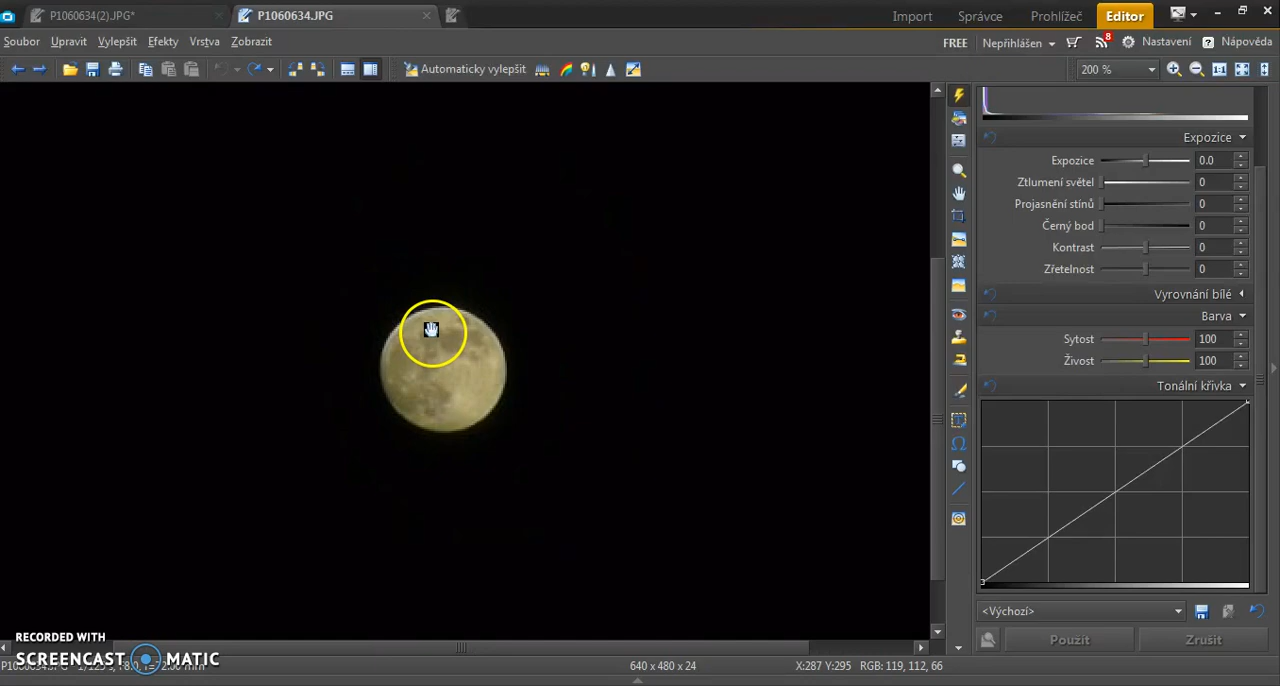 P1060634(2).JPG*
P1060634.JPG
Import
Správce
Prohlížeč
Editor
Soubor
Upravit
Vylepšit
Efekty
Vrstva
Zobrazit
FREE
Nepřihlášen
8
Nastavení
Nápověda
Automaticky vylepšit
200 %
Expozice
Expozice 0.0
Ztlumení světel 0
Projasnění stínů 0
Černý bod 0
Kontrast 0
Zřetelnost 0
Vyrovnání bílé
Barva
Sytost 100
Živost 100
Tonální křivka
<Výchozí>
Použít
Zrušit
RECORDED WITH
SCREENCAST MATIC
640 x 480 x 24
X:287 Y:295
RGB: 119, 112, 66